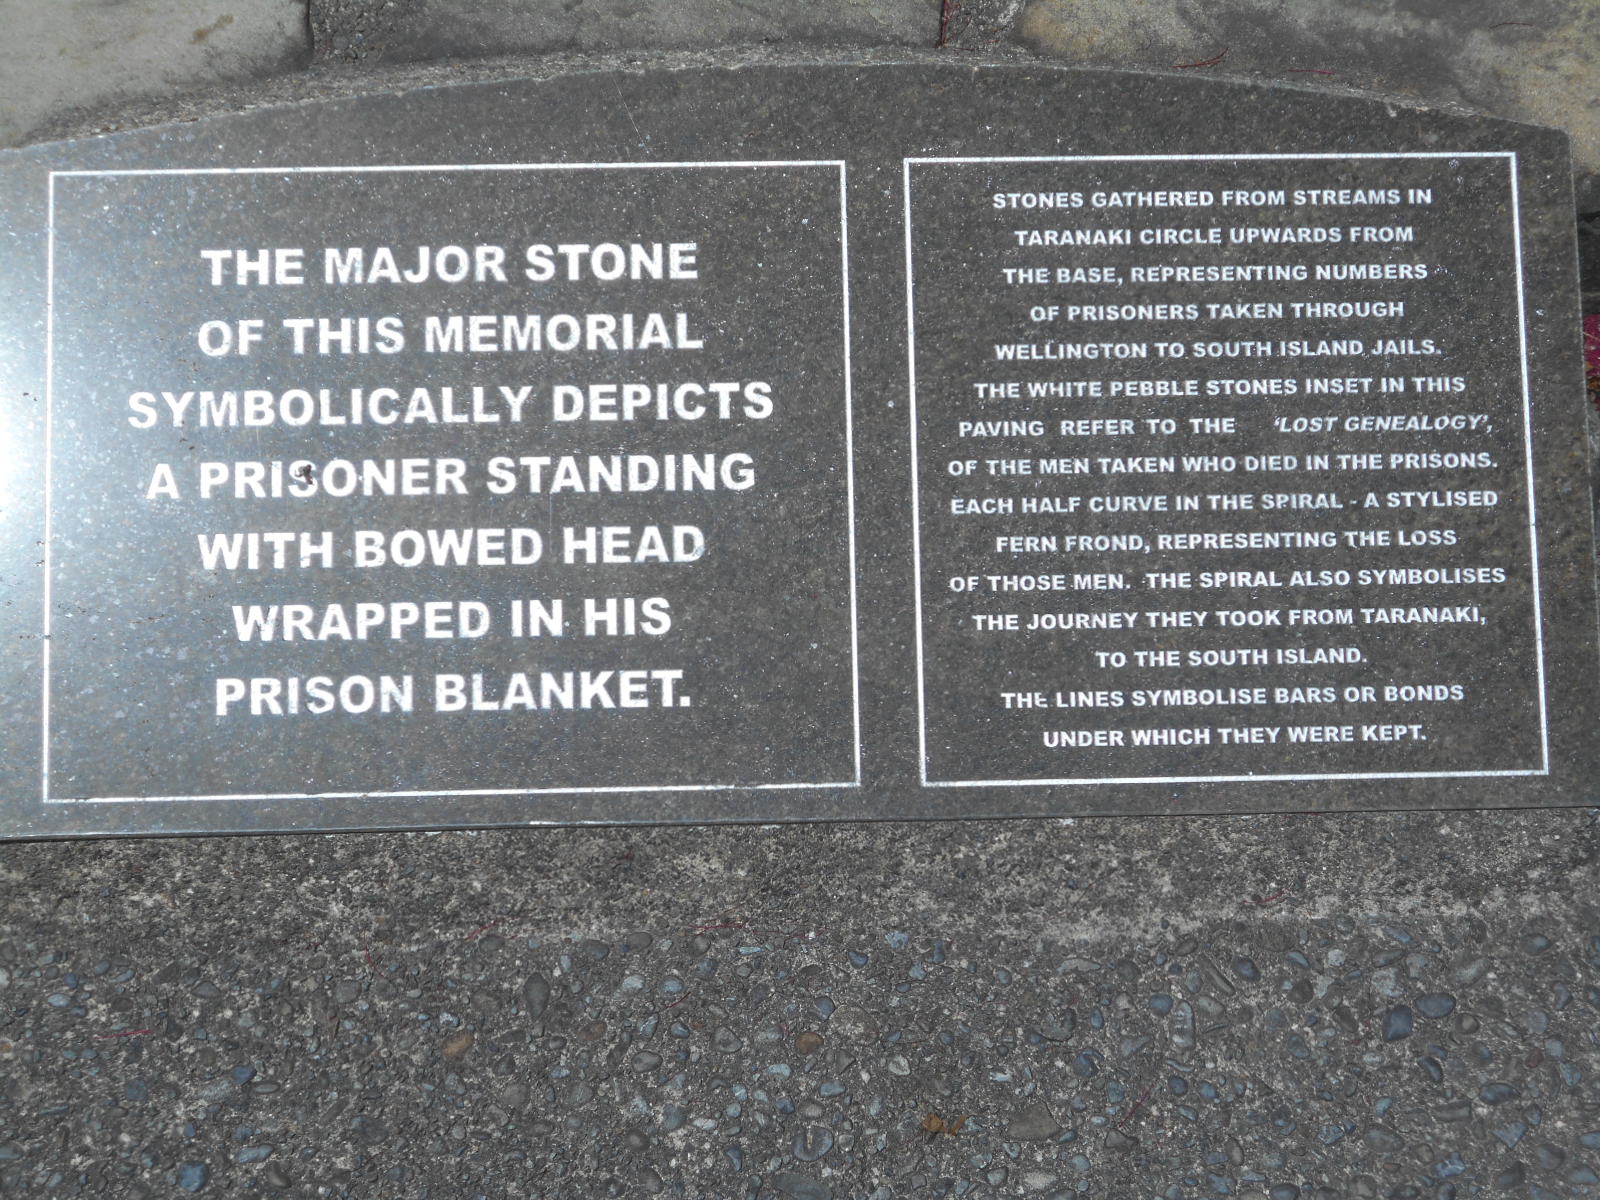 THE MAJOR STONE
OF THIS MEMORIAL
SYMBOLICALLY DEPICTS
A PRISONER STANDING
WITH BOWED HEAD
WRAPPED IN HIS
PRISON BLANKET.
STONES GATHERED FROM STREAMS IN
TARANAKI CIRCLE UPWARDS FROM
THE BASE, REPRESENTING NUMBERS
OF PRISONERS TAKEN THROUGH
WELLINGTON TO SOUTH ISLAND JAILS.
THE WHITE PEBBLE STONES INSET IN THIS
PAVING REFER TO THE 'LOST GENEALOGY',
OF THE MEN TAKEN WHO DIED IN THE PRISONS.
EACH HALF CURVE IN THE SPIRAL - A STYLISED
FERN FROND, REPRESENTING THE LOSS
OF THOSE MEN. THE SPIRAL ALSO SYMBOLISES
THE JOURNEY THEY TOOK FROM TARANAKI,
TO THE SOUTH ISLAND.
THE LINES SYMBOLISE BARS OR BONDS
UNDER WHICH THEY WERE KEPT.